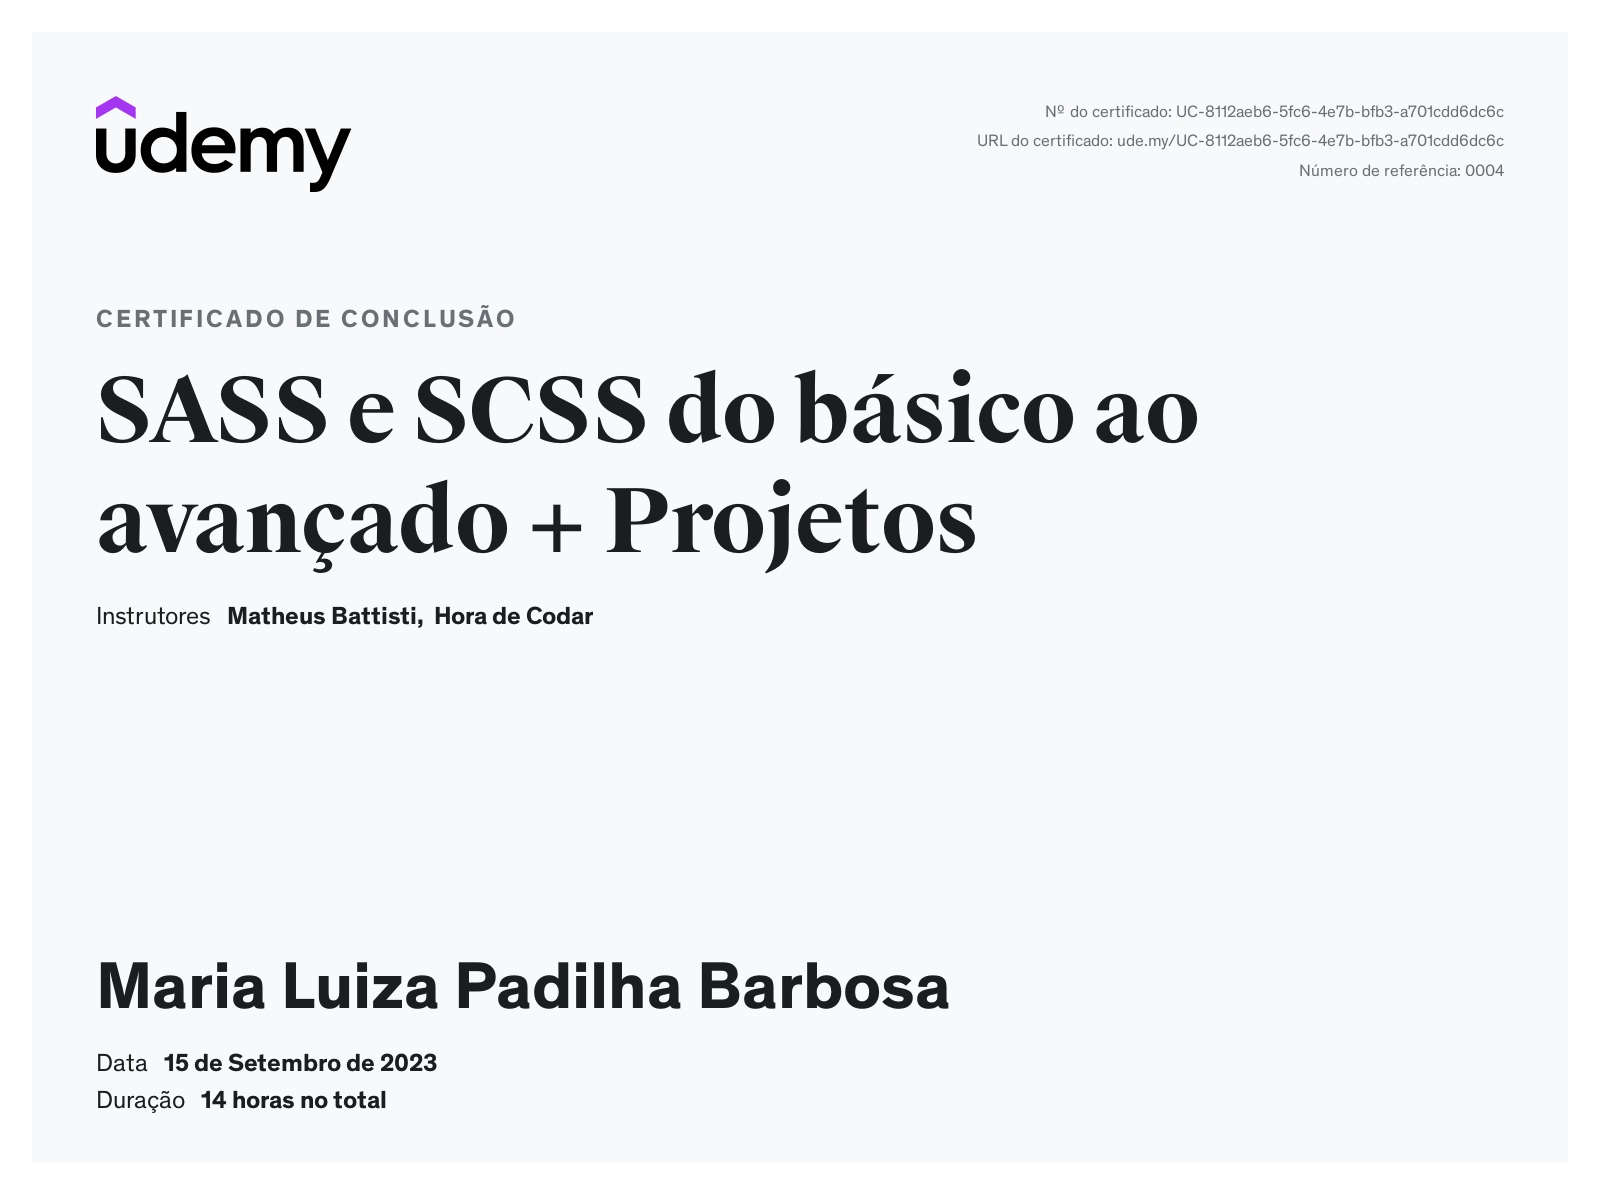 udemy
Nº do certificado: UC-8112aeb6-5fc6-4e7b-bfb3-a701cdd6dc6c
URL do certificado: ude.my/UC-8112aeb6-5fc6-4e7b-bfb3-a701cdd6dc6c
Número de referência: 0004
CERTIFICADO DE CONCLUSÃO
SASS e SCSS do básico ao
avançado + Projetos
Instrutores Matheus Battisti, Hora de Codar
Maria Luiza Padilha Barbosa
Data 15 de Setembro de 2023
Duração 14 horas no total